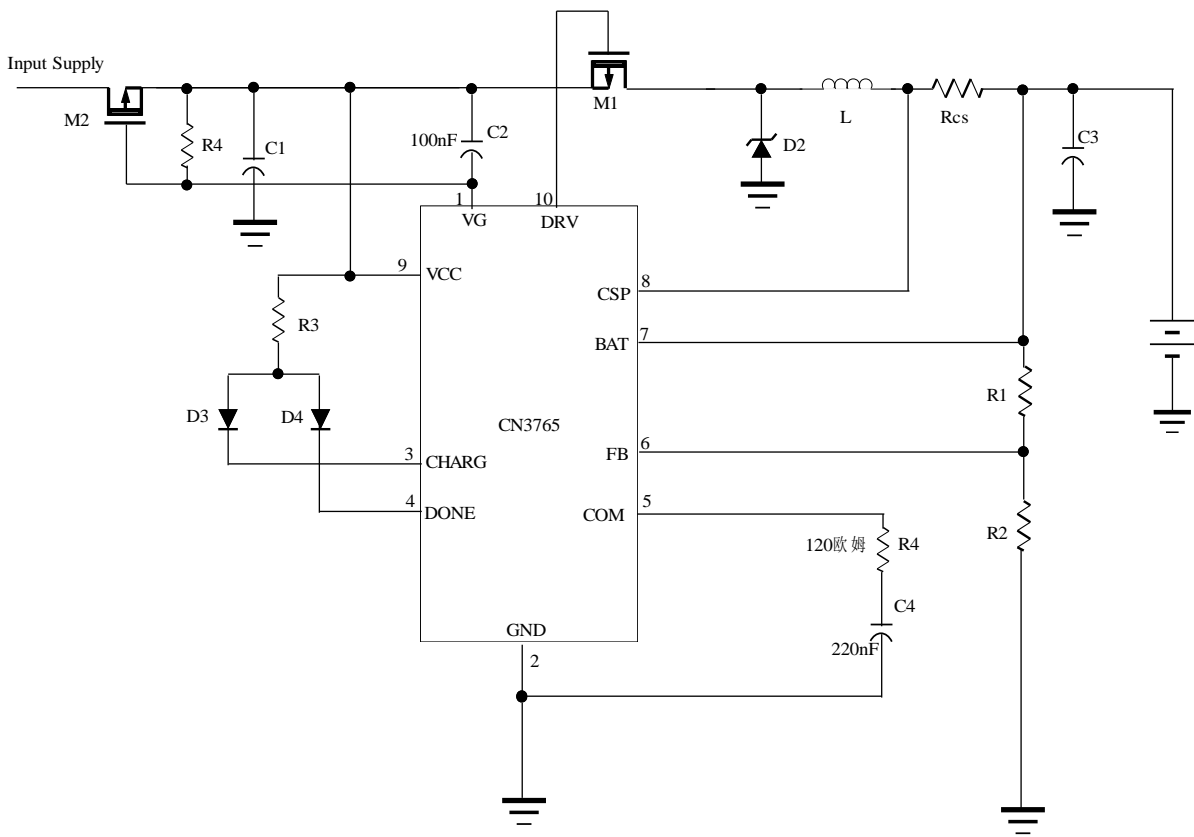 Input Supply
M2
R4
C1
100nF
C2
M1
D2
L
Rcs
C3
1
VG
10
DRV
9
VCC
CSP
8
R3
BAT
7
D3
D4
CN3765
R1
3
CHARG
FB
6
4
DONE
COM
5
120欧姆
R4
R2
C4
220nF
GND
2